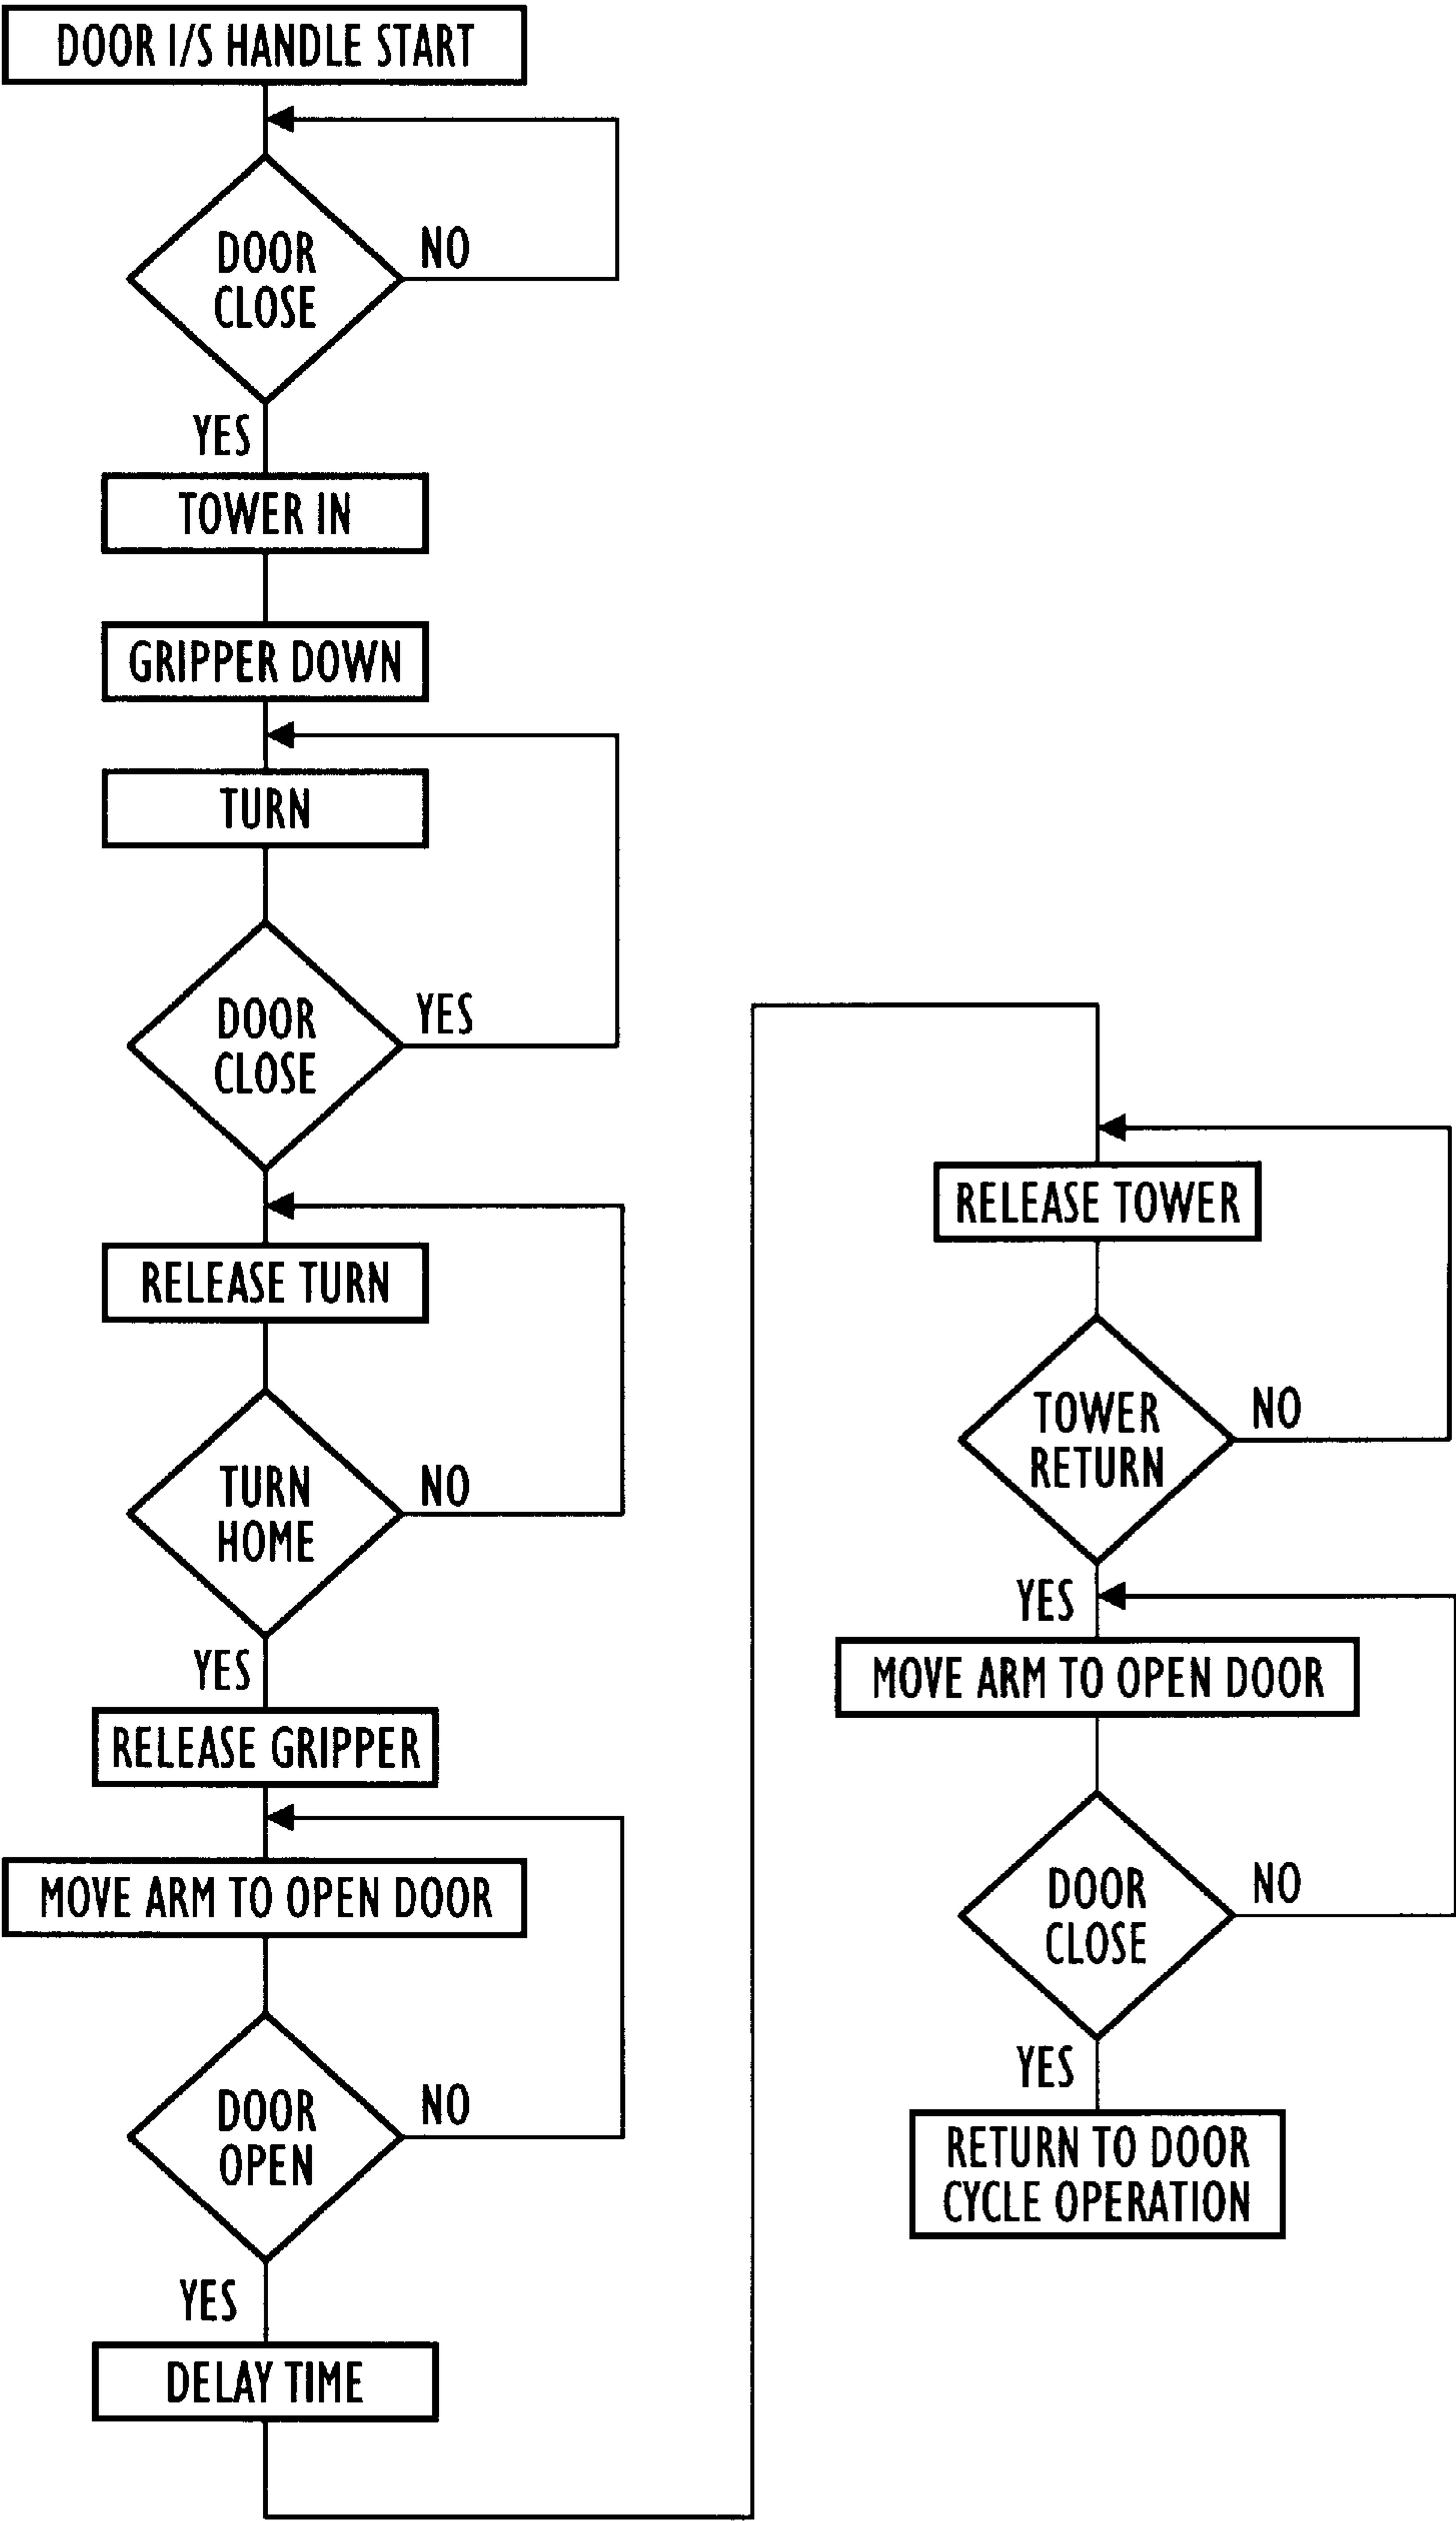 DOOR I/S HANDLE START
DOOR
CLOSE
NO
YES
TOWER IN
GRIPPER DOWN
TURN
DOOR
CLOSE
YES
RELEASE TURN
TURN
HOME
NO
YES
RELEASE GRIPPER
MOVE ARM TO OPEN DOOR
DOOR
OPEN
NO
YES
DELAY TIME
RELEASE TOWER
TOWER
RETURN
NO
YES
MOVE ARM TO OPEN DOOR
DOOR
CLOSE
NO
YES
RETURN TO DOOR
CYCLE OPERATION